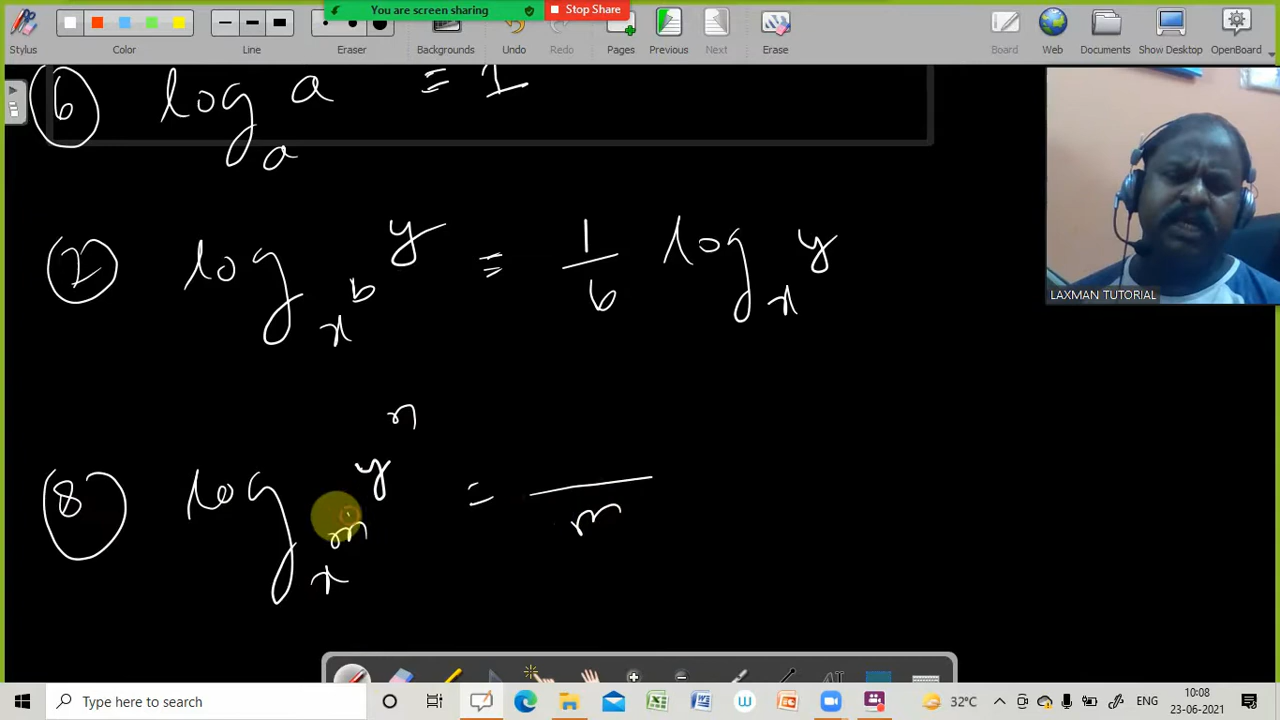 You are screen sharing Stop Share
Stylus Color Line Eraser Backgrounds Undo Redo Pages Previous Next Erase Board Web Documents Show Desktop OpenBoard
⑥ log_a a = 1
② log_{x^b} y = 1/b log_x y
⑧ log_{x^m} y^n = /m
LAXMAN TUTORIAL
Type here to search
32°C ENG 10:08
23-06-2021